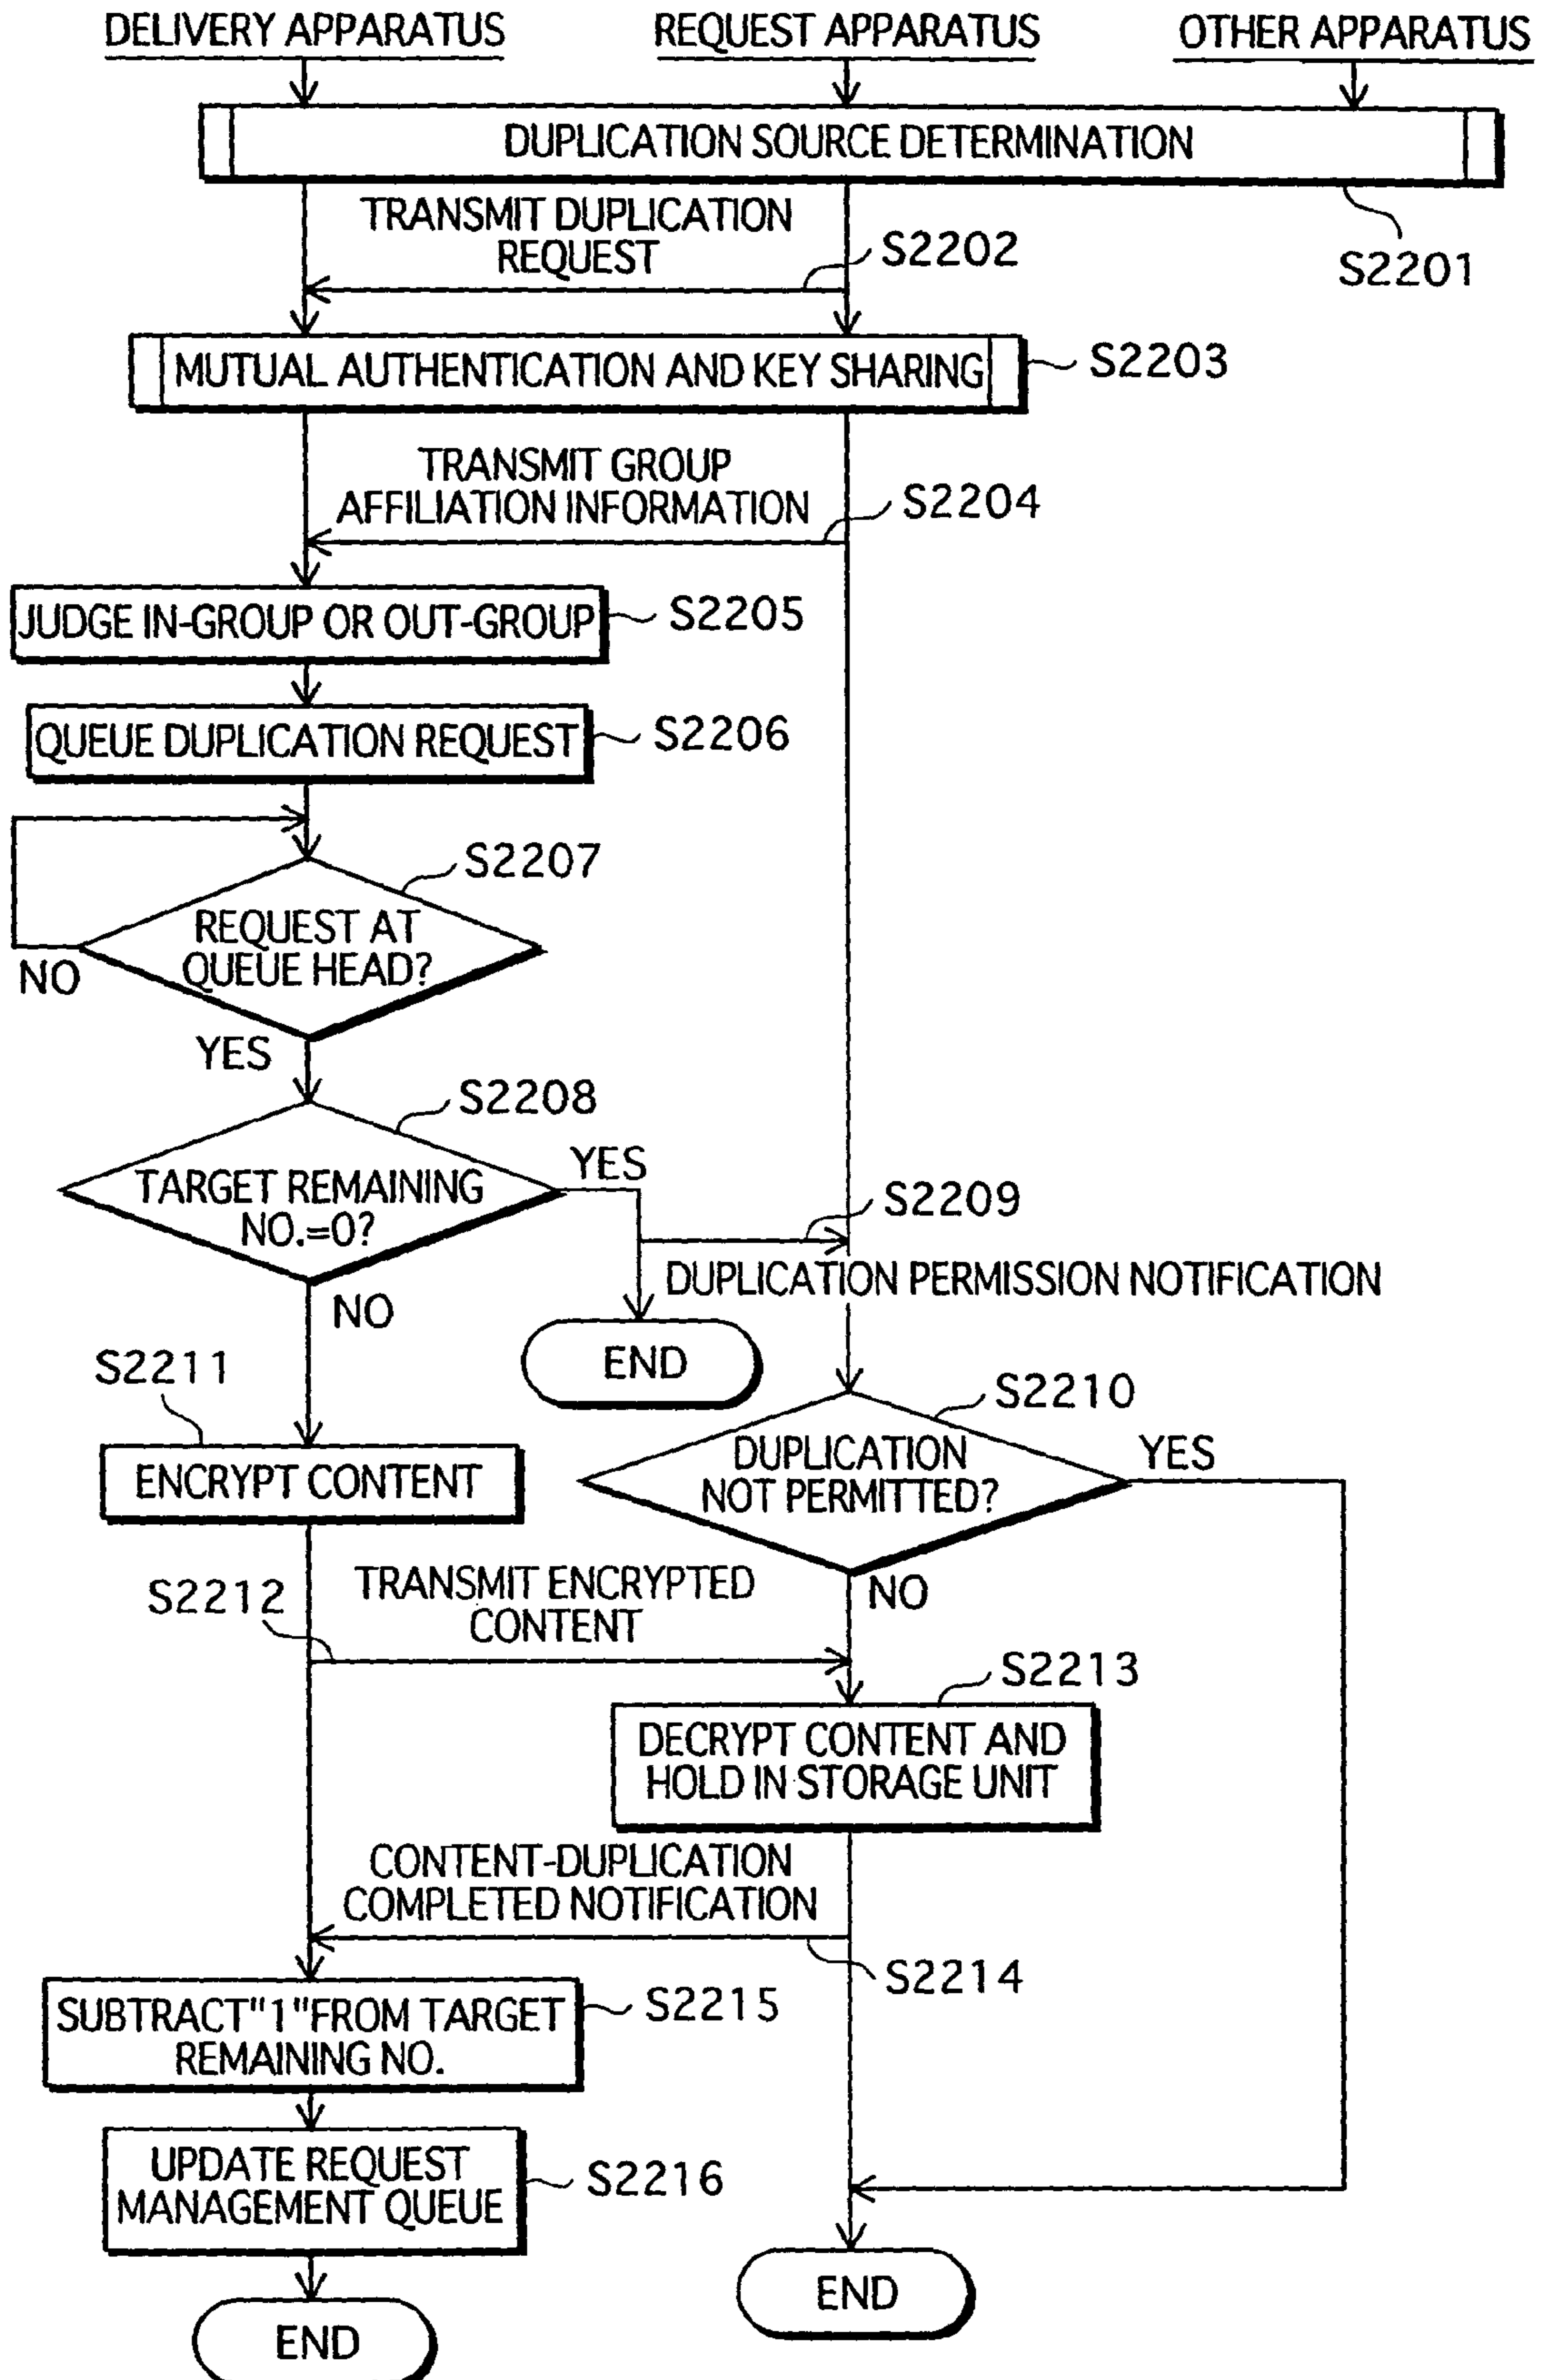 DELIVERY APPARATUS
REQUEST APPARATUS
OTHER APPARATUS
DUPLICATION SOURCE DETERMINATION
S2201
TRANSMIT DUPLICATION
REQUEST
S2202
MUTUAL AUTHENTICATION AND KEY SHARING
S2203
TRANSMIT GROUP
AFFILIATION INFORMATION
S2204
JUDGE IN-GROUP OR OUT-GROUP
S2205
QUEUE DUPLICATION REQUEST
S2206
S2207
REQUEST AT
QUEUE HEAD?
NO
YES
S2208
TARGET REMAINING
NO.=0?
YES
NO
S2209
DUPLICATION PERMISSION NOTIFICATION
END
S2211
ENCRYPT CONTENT
S2210
DUPLICATION
NOT PERMITTED?
YES
NO
S2212
TRANSMIT ENCRYPTED
CONTENT
S2213
DECRYPT CONTENT AND
HOLD IN STORAGE UNIT
CONTENT-DUPLICATION
COMPLETED NOTIFICATION
S2214
SUBTRACT"1"FROM TARGET
REMAINING NO.
S2215
UPDATE REQUEST
MANAGEMENT QUEUE
S2216
END
END